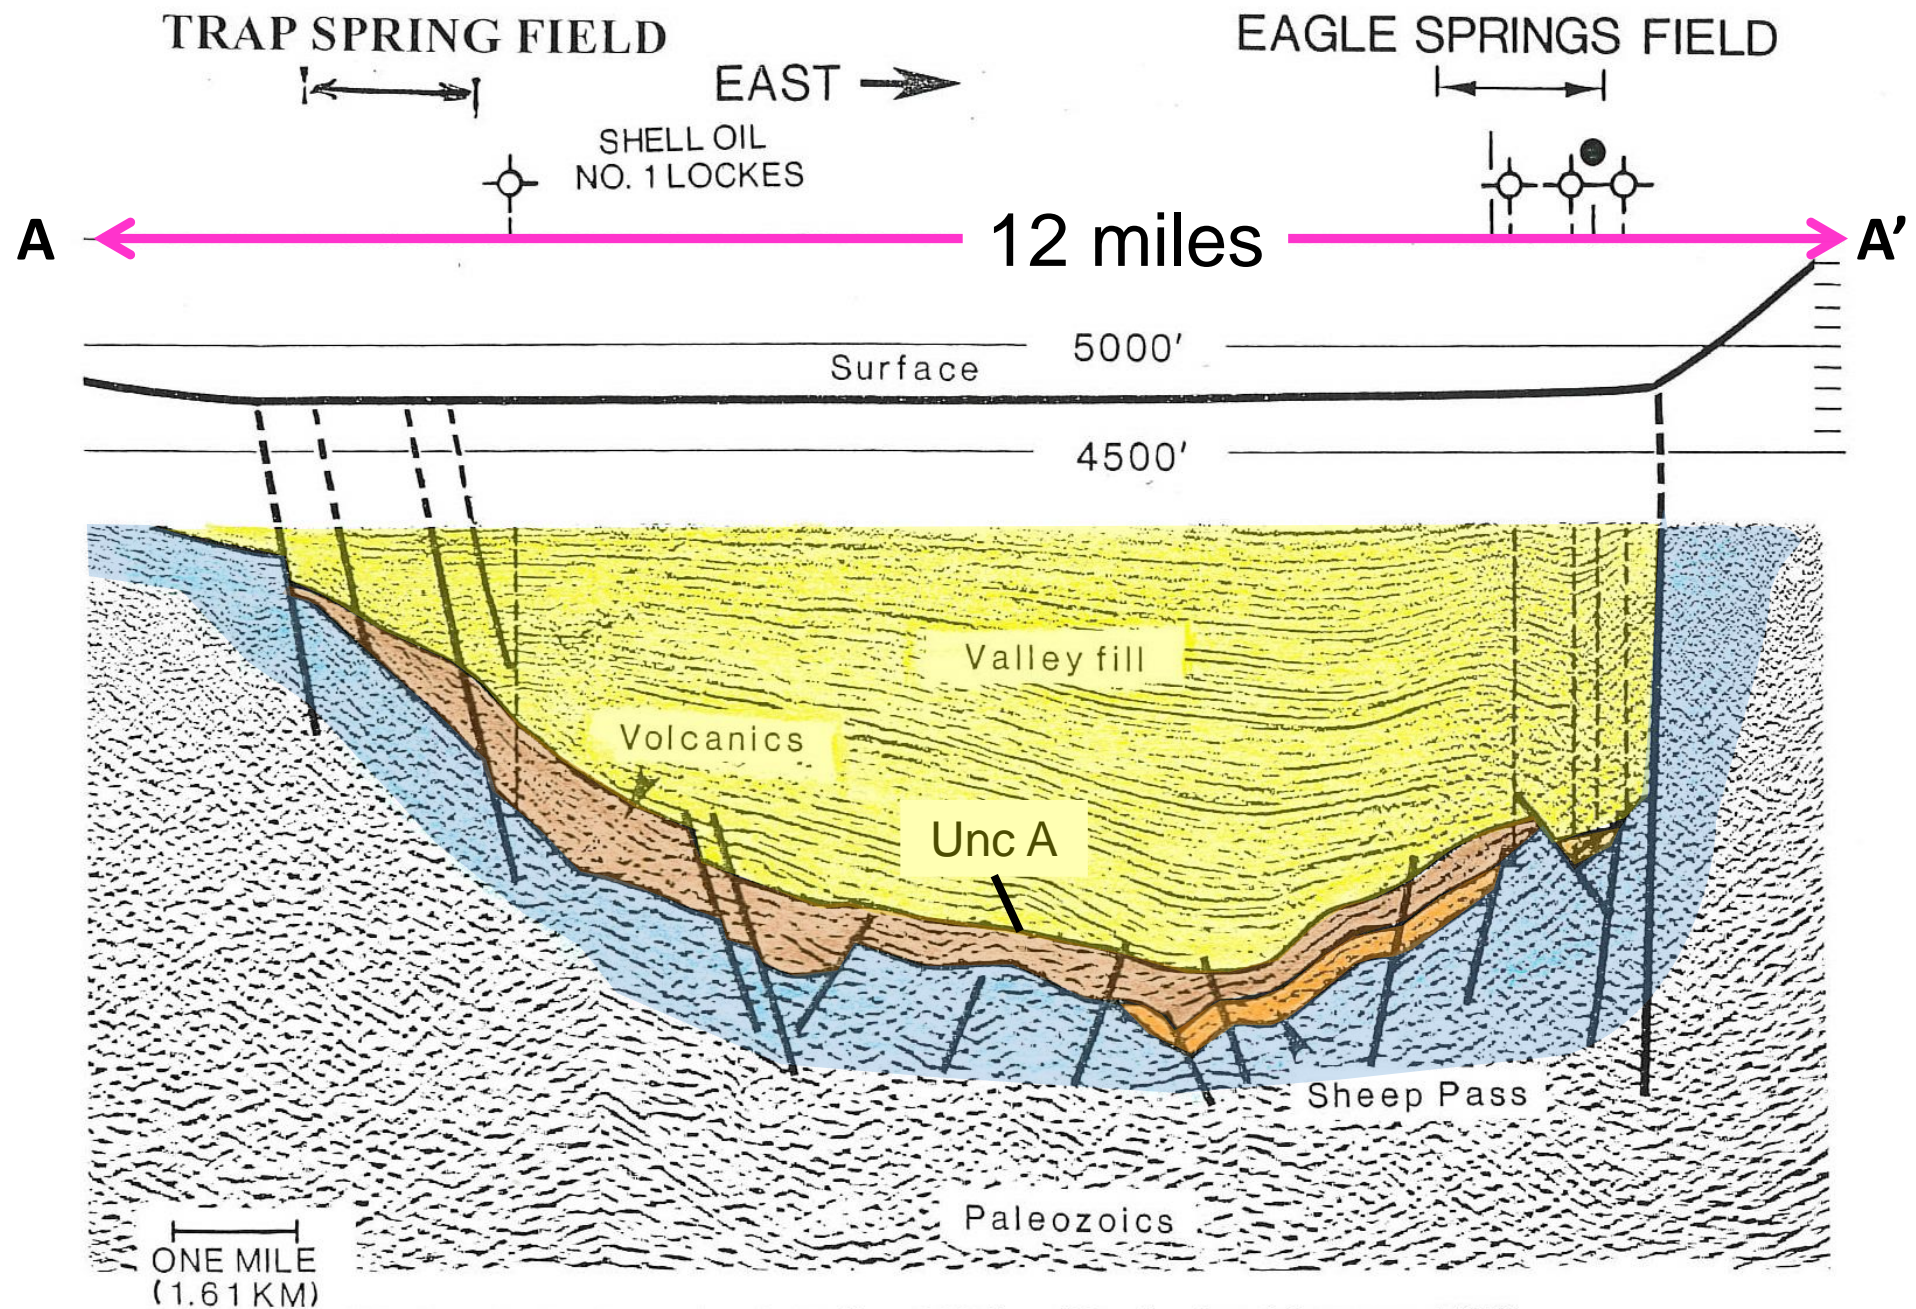 TRAP SPRING FIELD
EAGLE SPRINGS FIELD
EAST
SHELL OIL
NO. 1 LOCKES
A
12 miles
A'
5000'
Surface
4500'
Valley fill
Volcanics
Unc A
Sheep Pass
Paleozoics
ONE MILE
(1.61 KM)